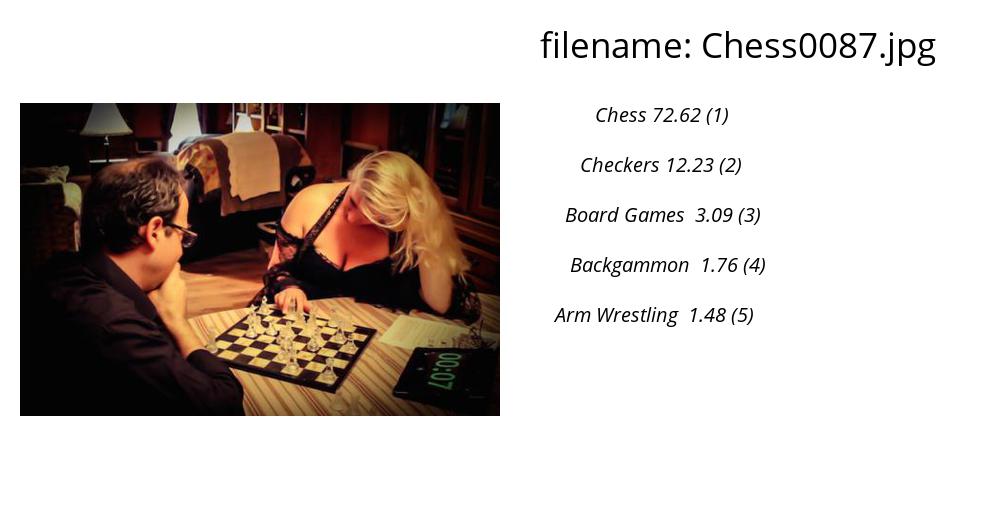 filename: Chess0087.jpg
Chess 72.62 (1)
Checkers 12.23 (2)
Board Games 3.09 (3)
Backgammon 1.76 (4)
Arm Wrestling 1.48 (5)
00:07